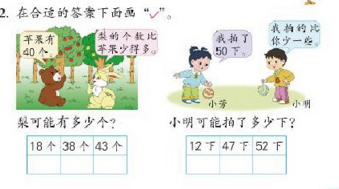 2. 在合适的答案下面画“✓”。
苹果有
40个。
梨的个数比
苹果少得多。
我拍了
50下。
我拍的比
你少一些。
小芳
小明
梨可能有多少个？
小明可能拍了多少下？
18个 38个 43个
12下 47下 52下